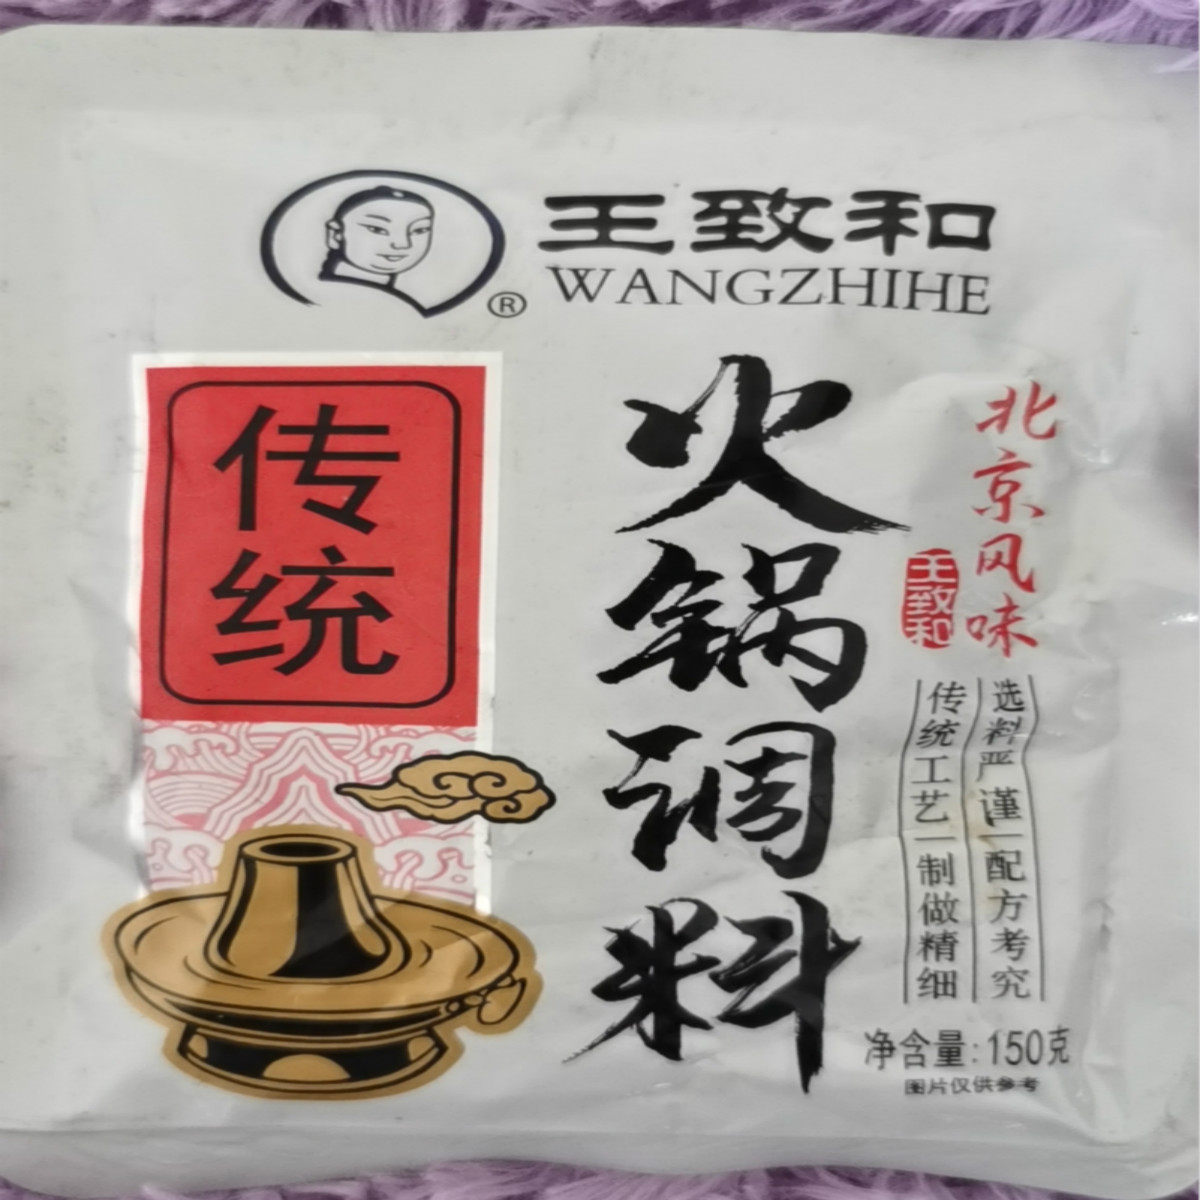 王致和
®
WANGZHIHE
传统
火锅调料
北京风味
王致和
选料严谨|配方考究
传统工艺|制做精细
净含量:150克
图片仅供参考